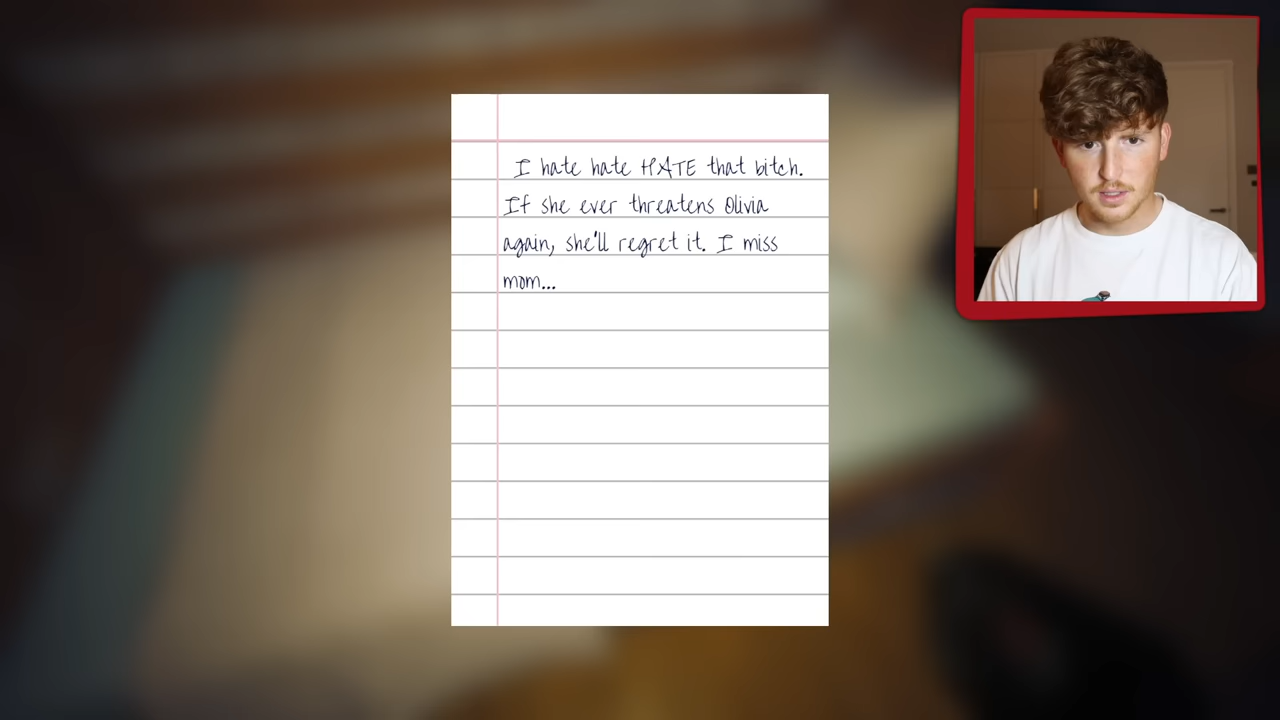 I hate hate HATE that bitch.
If she ever threatens Olivia
again, she'll regret it. I miss
mom...